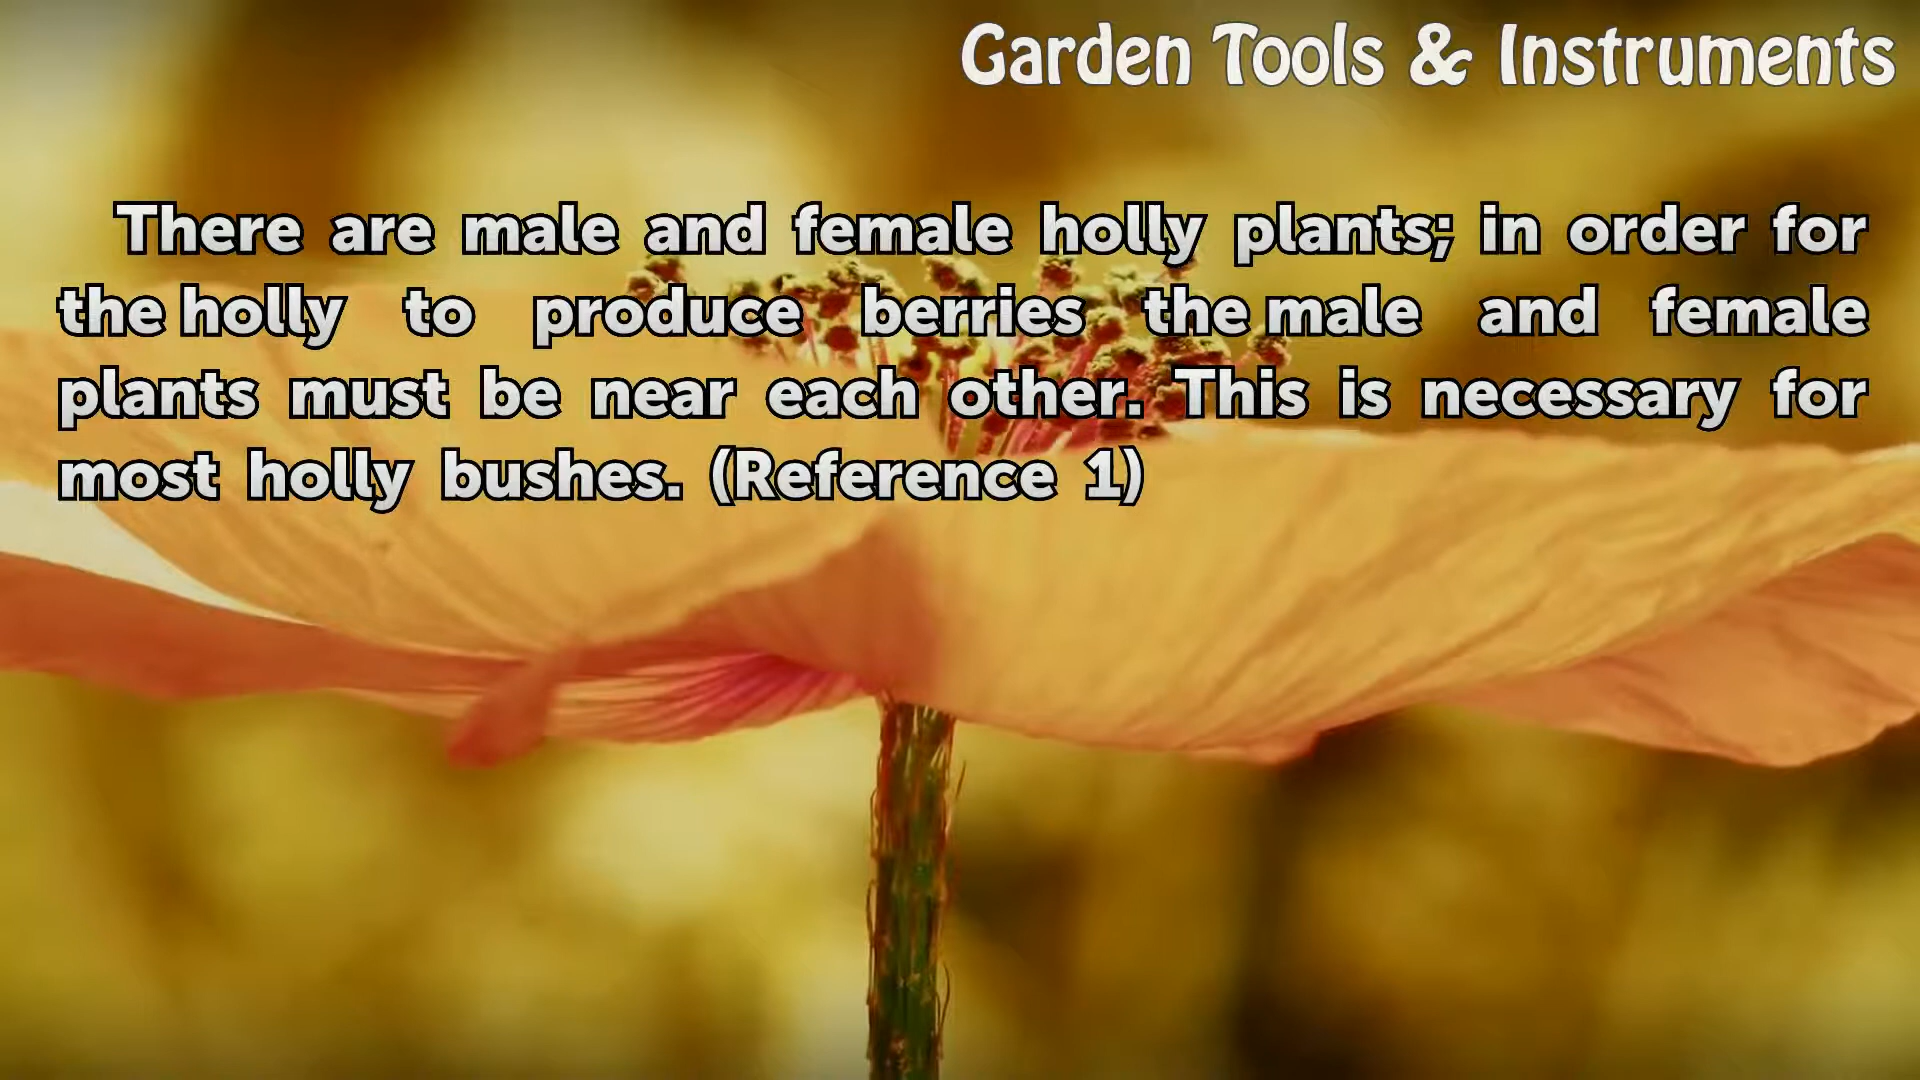 Garden Tools & Instruments
There are male and female holly plants; in order for
the holly to produce berries the male and female
plants must be near each other. This is necessary for
most holly bushes. (Reference 1)